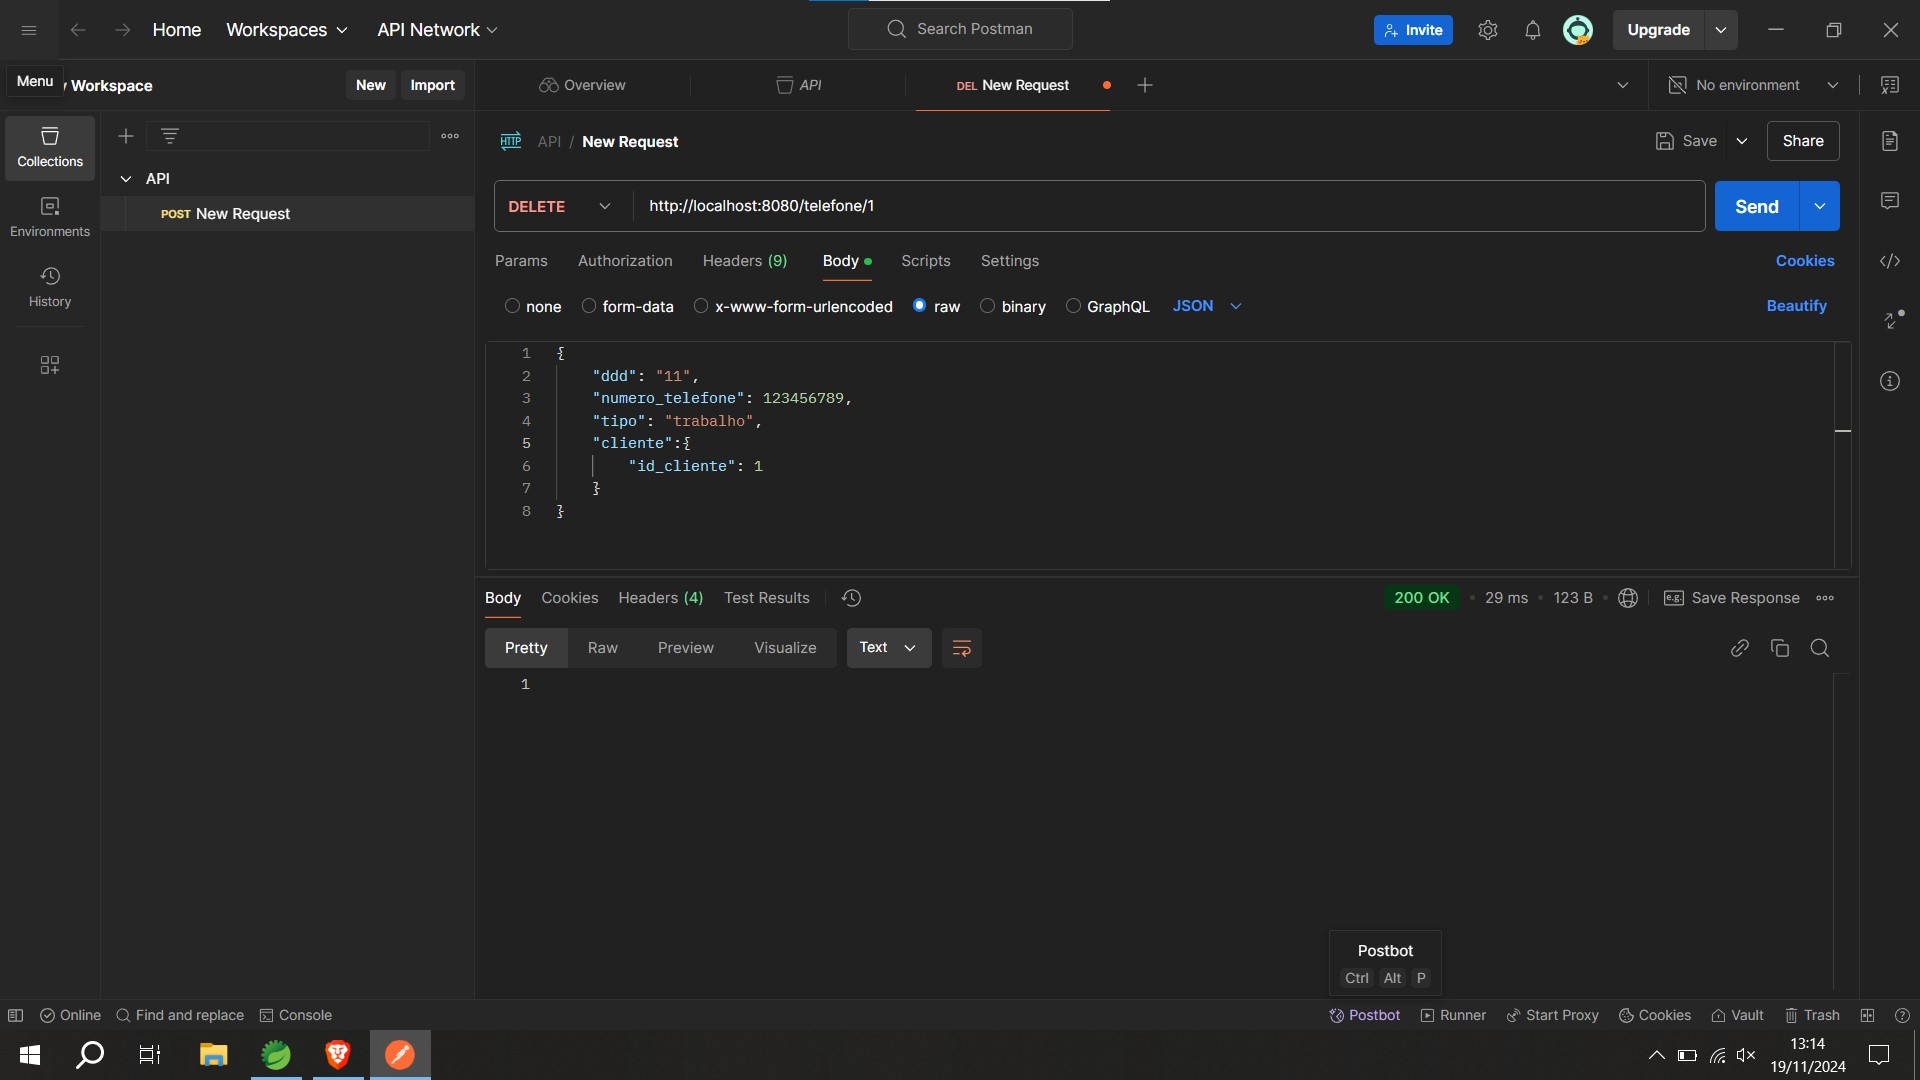 Home
Workspaces
API Network
Search Postman
Invite
Upgrade
Menu
Workspace
New
Import
Overview
API
DEL New Request
No environment
Collections
Environments
History
API
POST New Request
API / New Request
Save
Share
DELETE
http://localhost:8080/telefone/1
Send
Params
Authorization
Headers (9)
Body
Scripts
Settings
Cookies
none
form-data
x-www-form-urlencoded
raw
binary
GraphQL
JSON
Beautify
1 {
2 "ddd": "11",
3 "numero_telefone": 123456789,
4 "tipo": "trabalho",
5 "cliente":{
6 "id_cliente": 1
7 }
8 }
Body
Cookies
Headers (4)
Test Results
200 OK
29 ms
123 B
e.g. Save Response
Pretty
Raw
Preview
Visualize
Text
1
Postbot
Ctrl Alt P
Online
Find and replace
Console
Postbot
Runner
Start Proxy
Cookies
Vault
Trash
13:14
19/11/2024